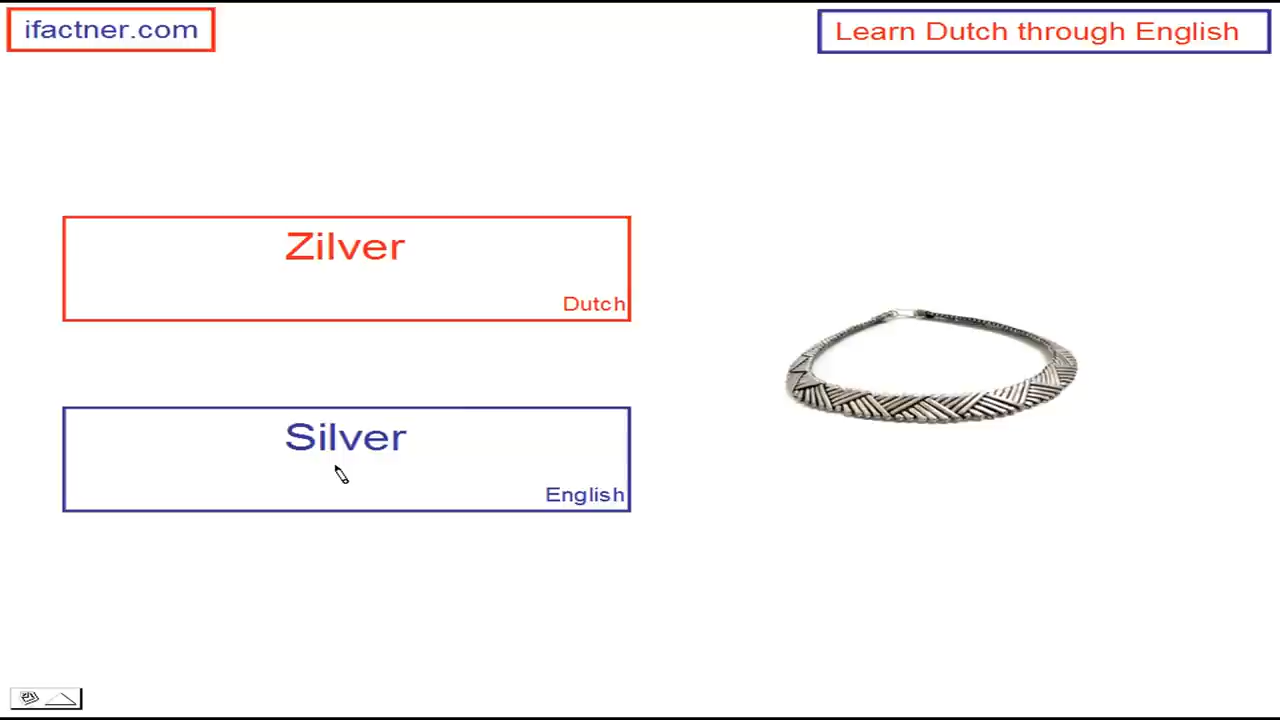 ifactner.com
Learn Dutch through English
Zilver
Dutch
Silver
English